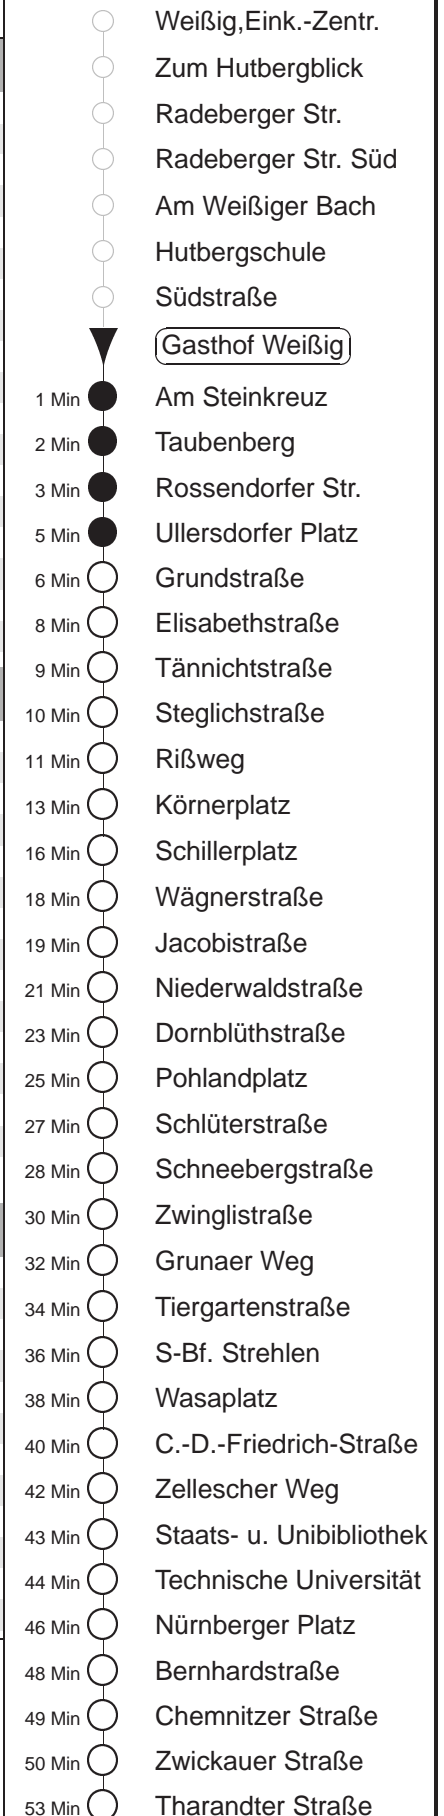 Weißig,Eink.-Zentr.
Zum Hutbergblick
Radeberger Str.
Radeberger Str. Süd
Am Weißiger Bach
Hutbergschule
Südstraße
Gasthof Weißig
1 Min Am Steinkreuz
2 Min Taubenberg
3 Min Rossendorfer Str.
5 Min Ullersdorfer Platz
6 Min Grundstraße
8 Min Elisabethstraße
9 Min Tännichtstraße
10 Min Steglichstraße
11 Min Rißweg
13 Min Körnerplatz
16 Min Schillerplatz
18 Min Wägnerstraße
19 Min Jacobistraße
21 Min Niederwaldstraße
23 Min Dornblüthstraße
25 Min Pohlandplatz
27 Min Schlüterstraße
28 Min Schneebergstraße
30 Min Zwinglistraße
32 Min Grunaer Weg
34 Min Tiergartenstraße
36 Min S-Bf. Strehlen
38 Min Wasaplatz
40 Min C.-D.-Friedrich-Straße
42 Min Zellescher Weg
43 Min Staats- u. Unibibliothek
44 Min Technische Universität
46 Min Nürnberger Platz
48 Min Bernhardstraße
49 Min Chemnitzer Straße
50 Min Zwickauer Straße
53 Min Tharandter Straße